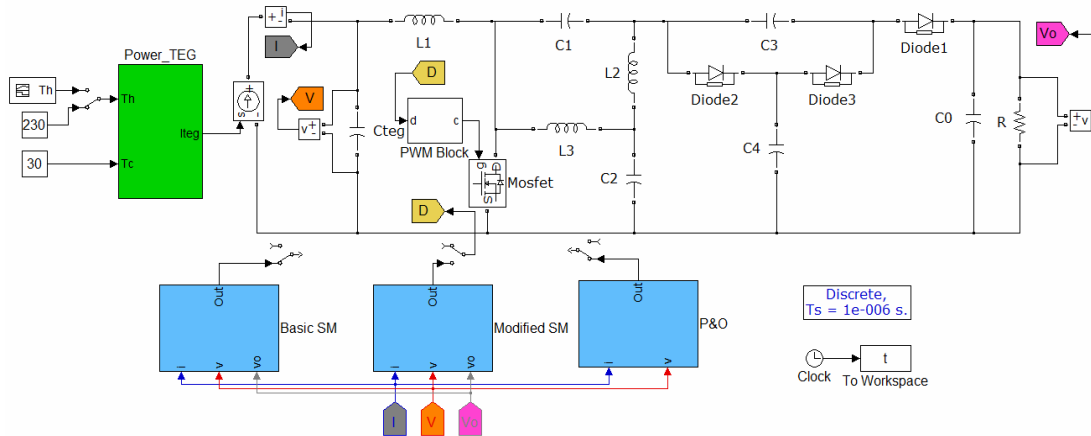 i
+
-
I
L1
C1
C3
Diode1
Vo
Power_TEG
Th
Th
230
30
Tc
Iteg
+
s
-
V
v
+
-
Cteg
D
d
c
PWM Block
L2
L3
Diode2
Diode3
C4
C0
R
+
-
v
g
D
S
Mosfet
C2
D
Out
Basic SM
i
v
vo
Out
Modified SM
i
v
vo
Out
P&O
i
v
Discrete,
Ts = 1e-006 s.
Clock
t
To Workspace
I
V
Vo